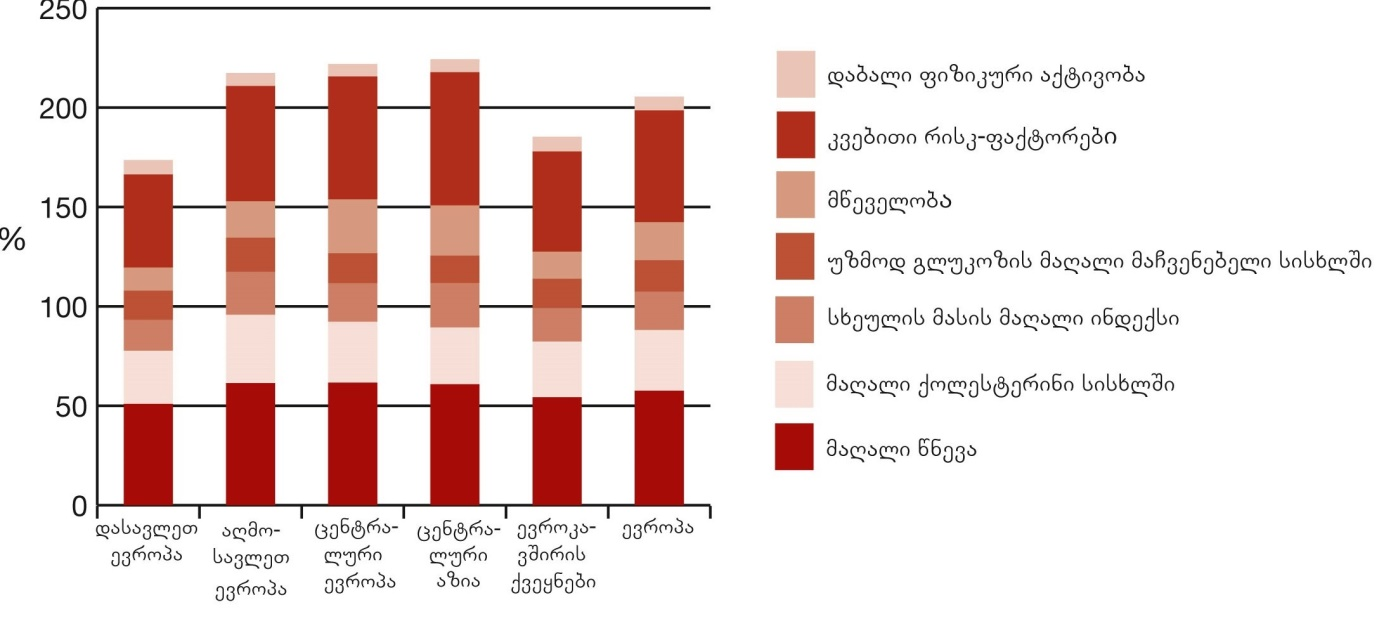 250
200
150
%
100
50
0
დასავლეთ
ევროპა
აღმო-
სავლეთ
ევროპა
ცენტრა-
ლური
ევროპა
ცენტრა-
ლური
აზია
ევროკა-
ვშირის
ქვეყნები
ევროპა
დაბალი ფიზიკური აქტივობა
კვებითი რისკ-ფაქტორები
მწეველობა
უზმოდ გლუკოზის მაღალი მაჩვენებელი სისხლში
სხეულის მასის მაღალი ინდექსი
მაღალი ქოლესტერინი სისხლში
მაღალი წნევა